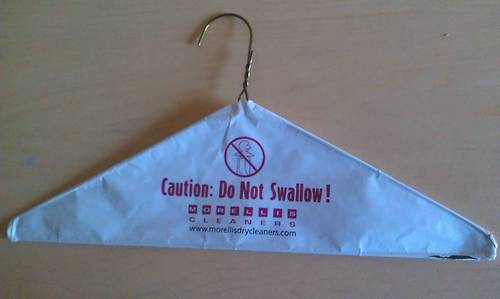 Caution: Do Not Swallow!
MORELLIS
CLEANERS
www.morellisdrycleaners.com